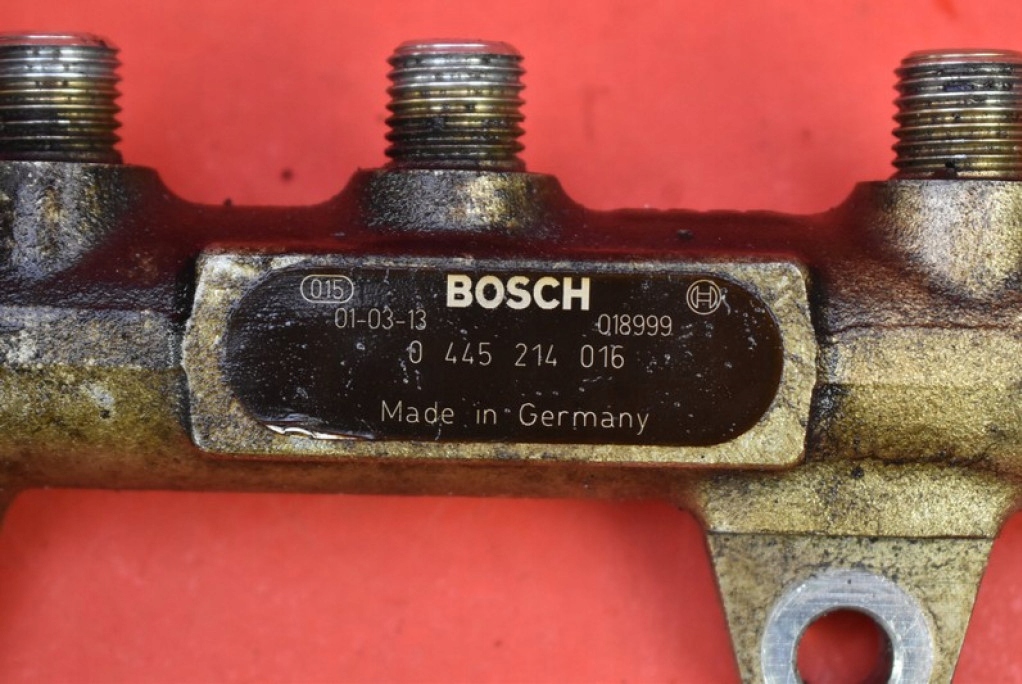 015 BOSCH
01-03-13 018999
0 445 214 016
Made in Germany